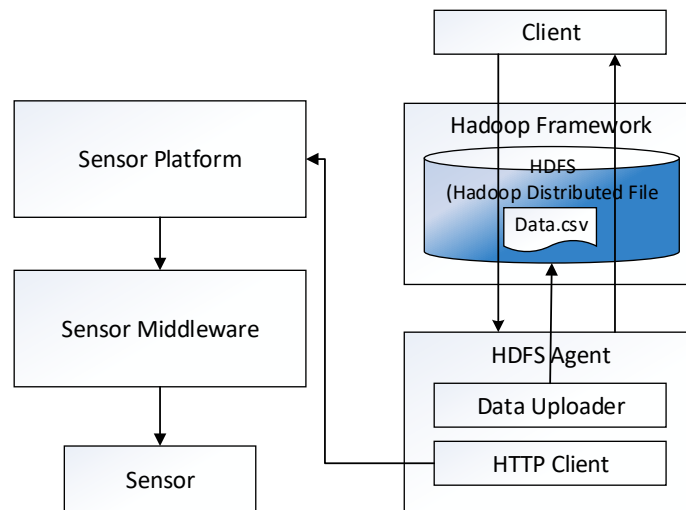 Client
Hadoop Framework
HDFS
(Hadoop Distributed File
Data.csv
Sensor Platform
Sensor Middleware
Sensor
HDFS Agent
Data Uploader
HTTP Client